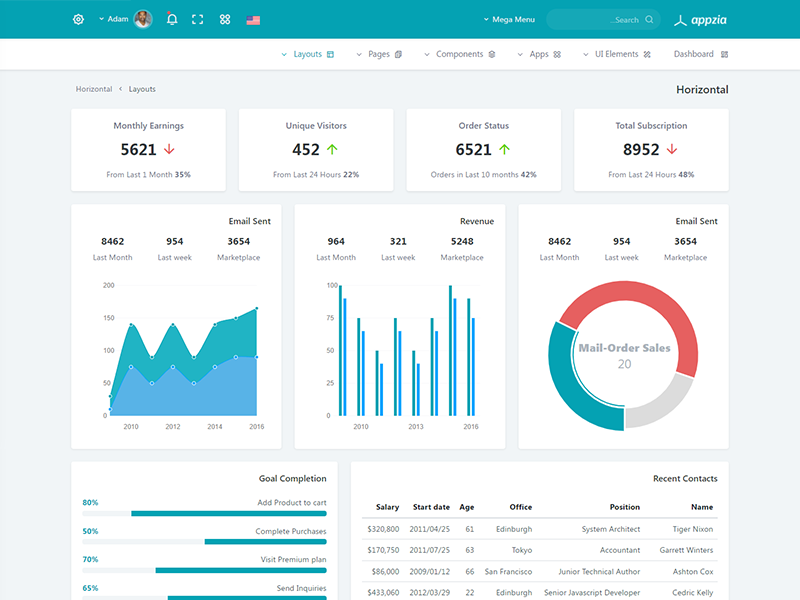 Adam
Mega Menu
...Search
appzia
Layouts
Pages
Components
Apps
UI Elements
Dashboard
Horizontal < Layouts
Horizontal
Monthly Earnings
5621
From Last 1 Month 35%
Unique Visitors
452
From Last 24 Hours 22%
Order Status
6521
Orders in Last 10 months 42%
Total Subscription
8952
From Last 24 Hours 48%
Email Sent
8462 954 3654
Last Month Last week Marketplace
200
150
100
50
0
2010 2012 2014 2016
Revenue
964 321 5248
Last Month Last week Marketplace
100
75
50
25
0
2010 2013 2016
Email Sent
8462 954 3654
Last Month Last week Marketplace
Mail-Order Sales
20
Goal Completion
80% Add Product to cart
50% Complete Purchases
70% Visit Premium plan
65% Send Inquiries
Recent Contacts
Salary Start date Age Office Position Name
$320,800 2011/04/25 61 Edinburgh System Architect Tiger Nixon
$170,750 2011/07/25 63 Tokyo Accountant Garrett Winters
$86,000 2009/01/12 66 San Francisco Junior Technical Author Ashton Cox
$433,060 2012/03/29 22 Edinburgh Senior Javascript Developer Cedric Kelly